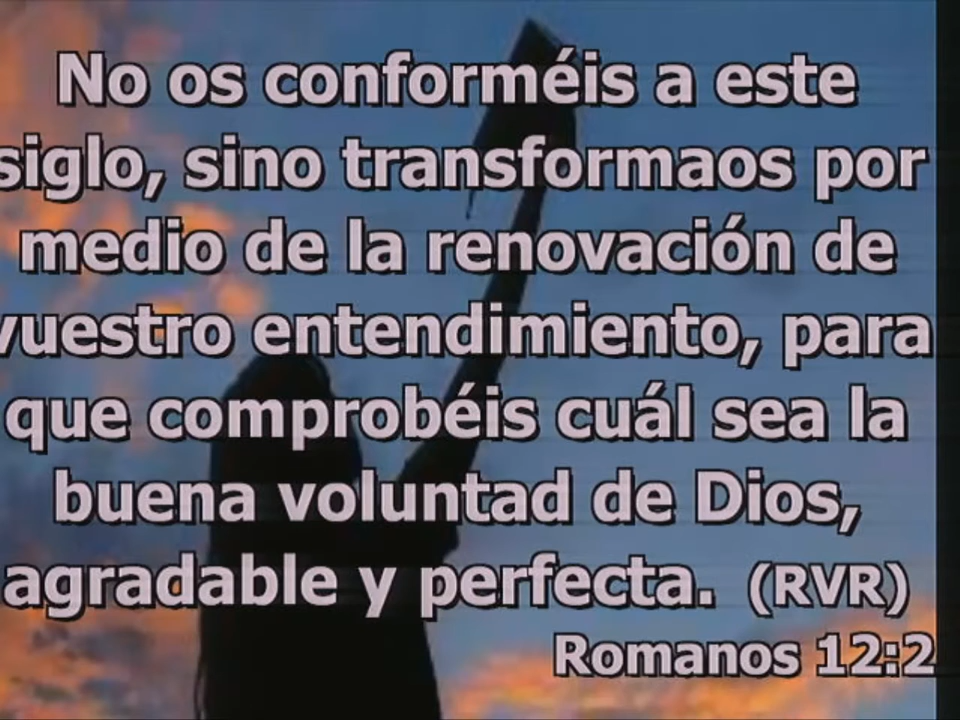 No os conforméis a este
siglo, sino transformaos por
medio de la renovación de
vuestro entendimiento, para
que comprobéis cuál sea la
buena voluntad de Dios,
agradable y perfecta. (RVR)
Romanos 12:2